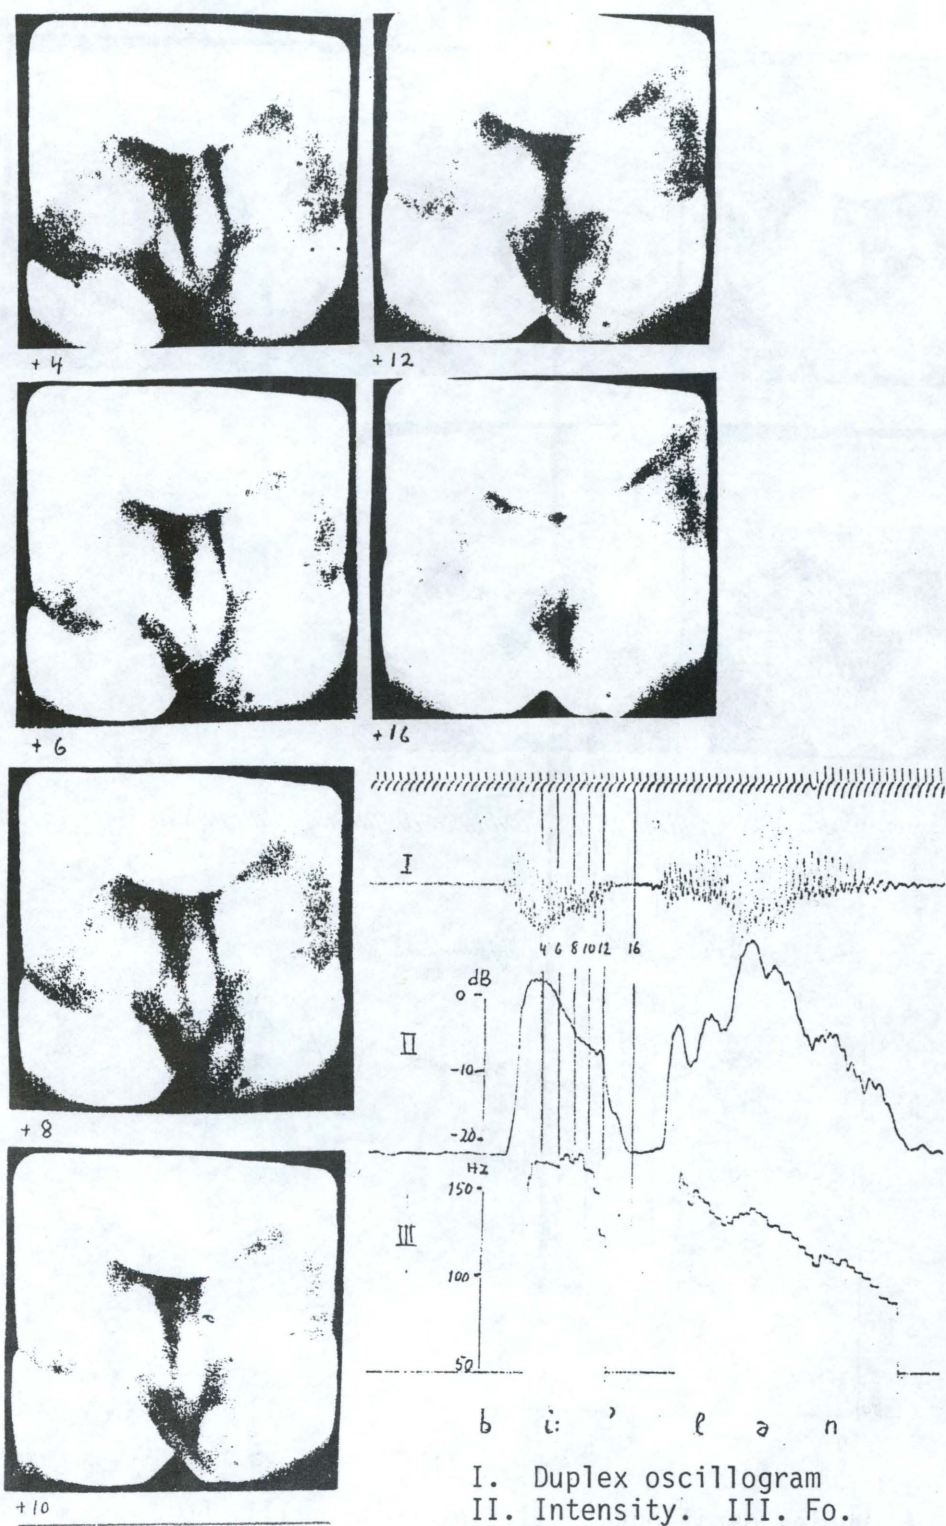 +4
+12
+6
+16
+8
+10
I
4 6 8 10 12 16
dB
0
II
-10
-20
Hz
150
III
100
50
b i: ʼ l a n
I. Duplex oscillogram
II. Intensity. III. Fo.